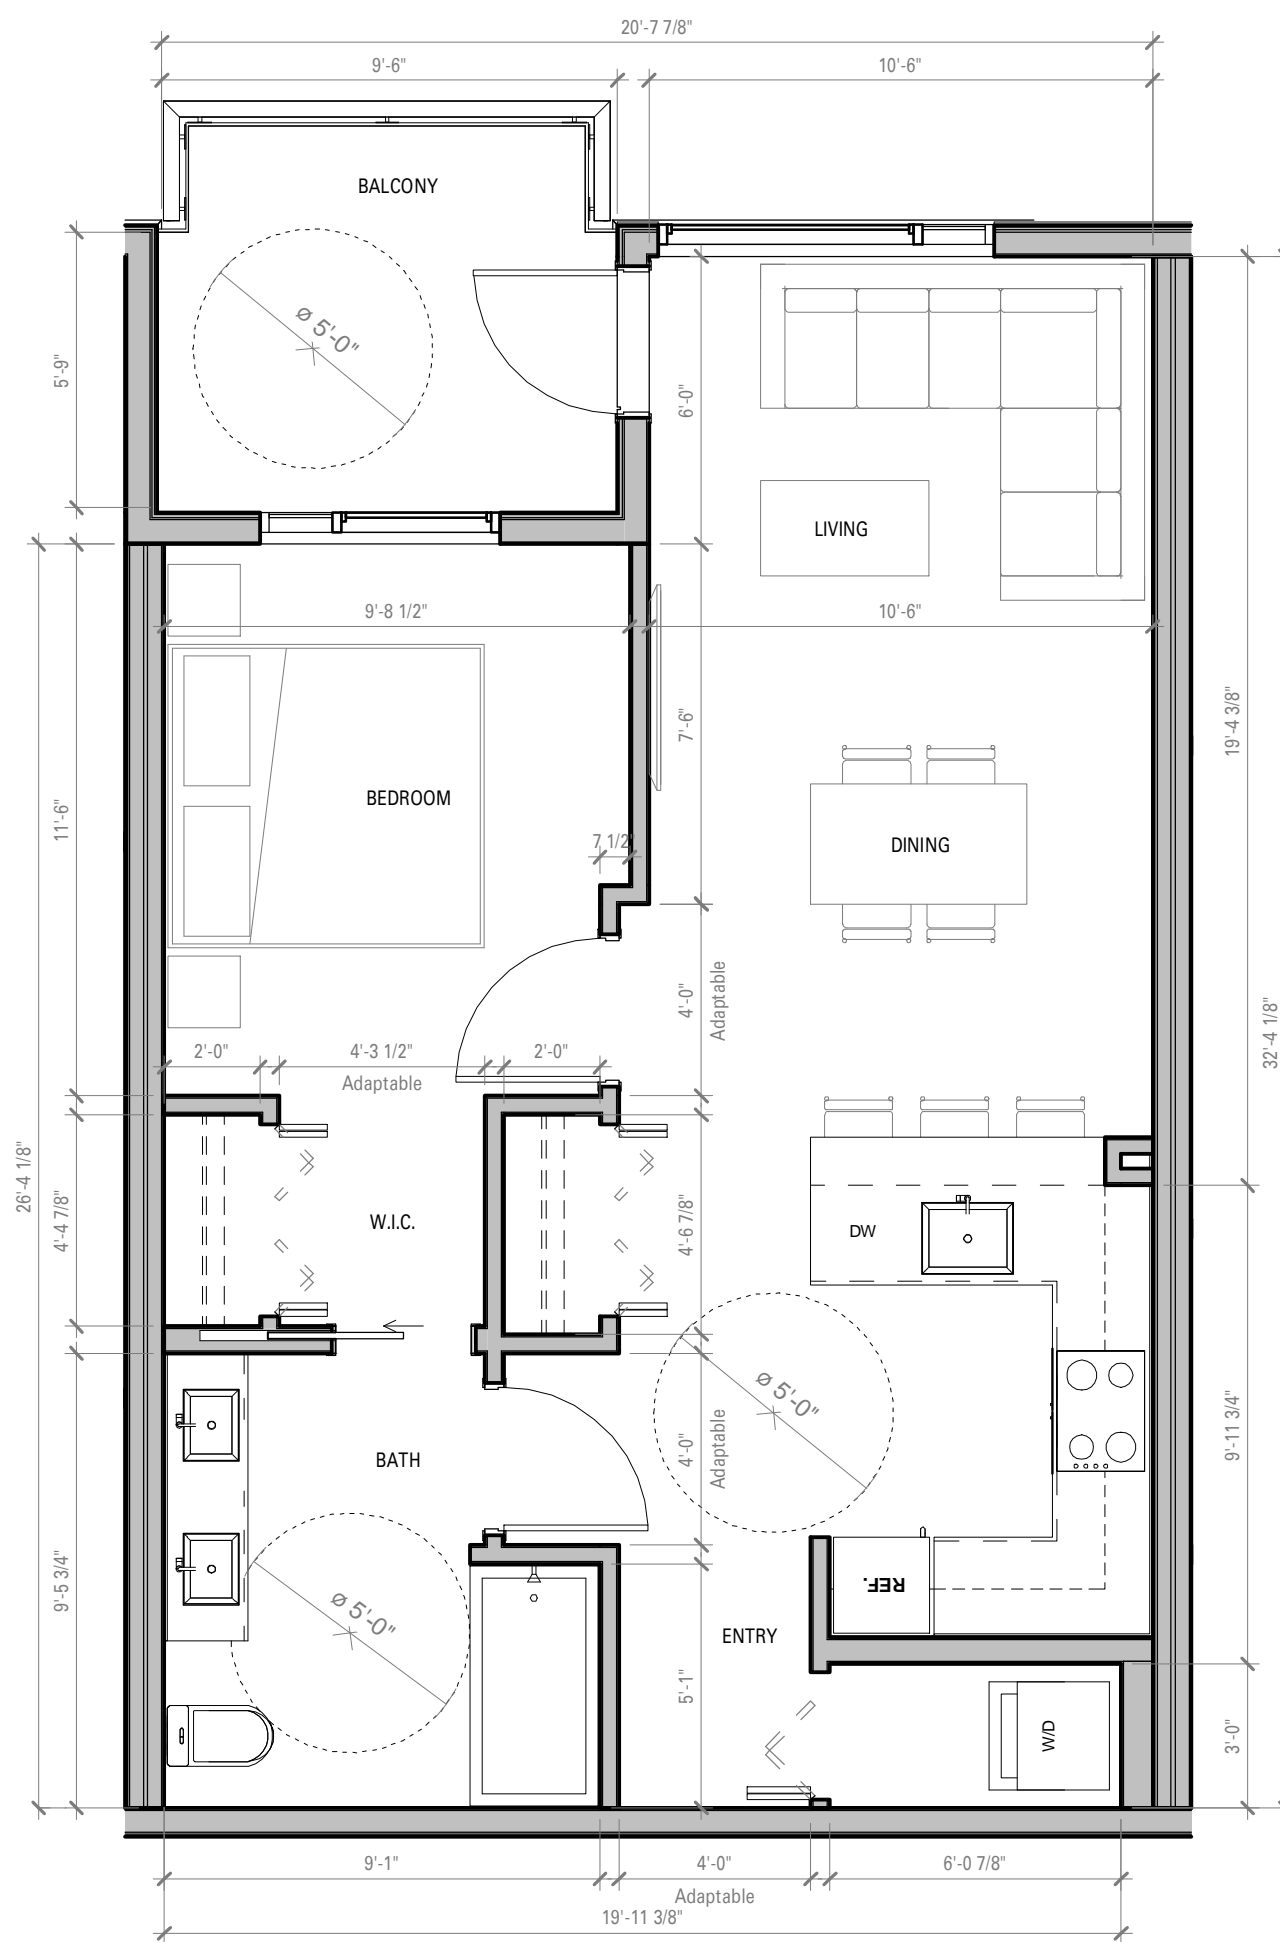 20'-7 7/8"
9'-6"
10'-6"
BALCONY
ø 5'-0"
5'-9"
6'-0"
LIVING
9'-8 1/2"
10'-6"
19'-4 3/8"
7'-6"
BEDROOM
11'-6"
7 1/2"
DINING
4'-0"
Adaptable
32'-4 1/8"
2'-0"
4'-3 1/2"
Adaptable
2'-0"
26'-4 1/8"
4'-4 7/8"
W.I.C.
4'-6 7/8"
DW
ø 5'-0"
BATH
4'-0"
Adaptable
9'-11 3/4"
9'-5 3/4"
ø 5'-0"
REF.
ENTRY
5'-1"
W/D
3'-0"
9'-1"
4'-0"
Adaptable
6'-0 7/8"
19'-11 3/8"